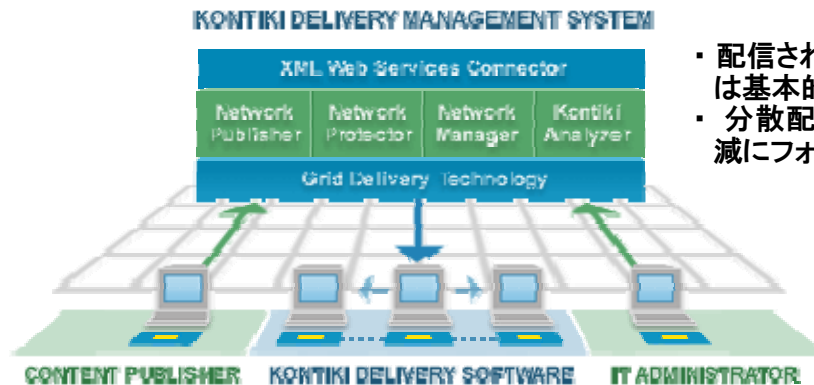 KONTIKI DELIVERY MANAGEMENT SYSTEM
XML Web Services Connector
Network Publisher
Network Protector
Network Manager
Kontiki Analyzer
Grid Delivery Technology
CONTENT PUBLISHER
KONTIKI DELIVERY SOFTWARE
IT ADMINISTRATOR
・ 配信され
は基本的
・ 分散配
減にフォ